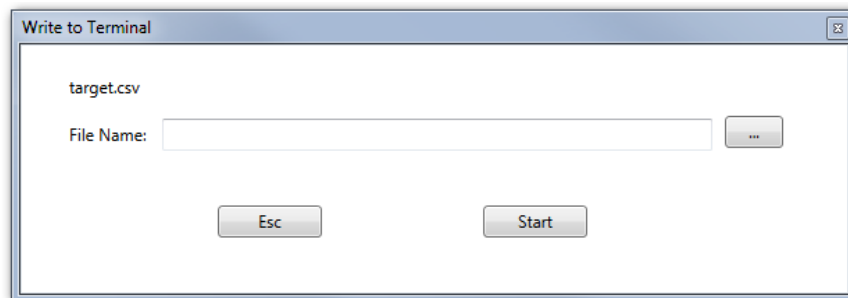 Write to Terminal
target.csv
File Name: ...
Esc Start